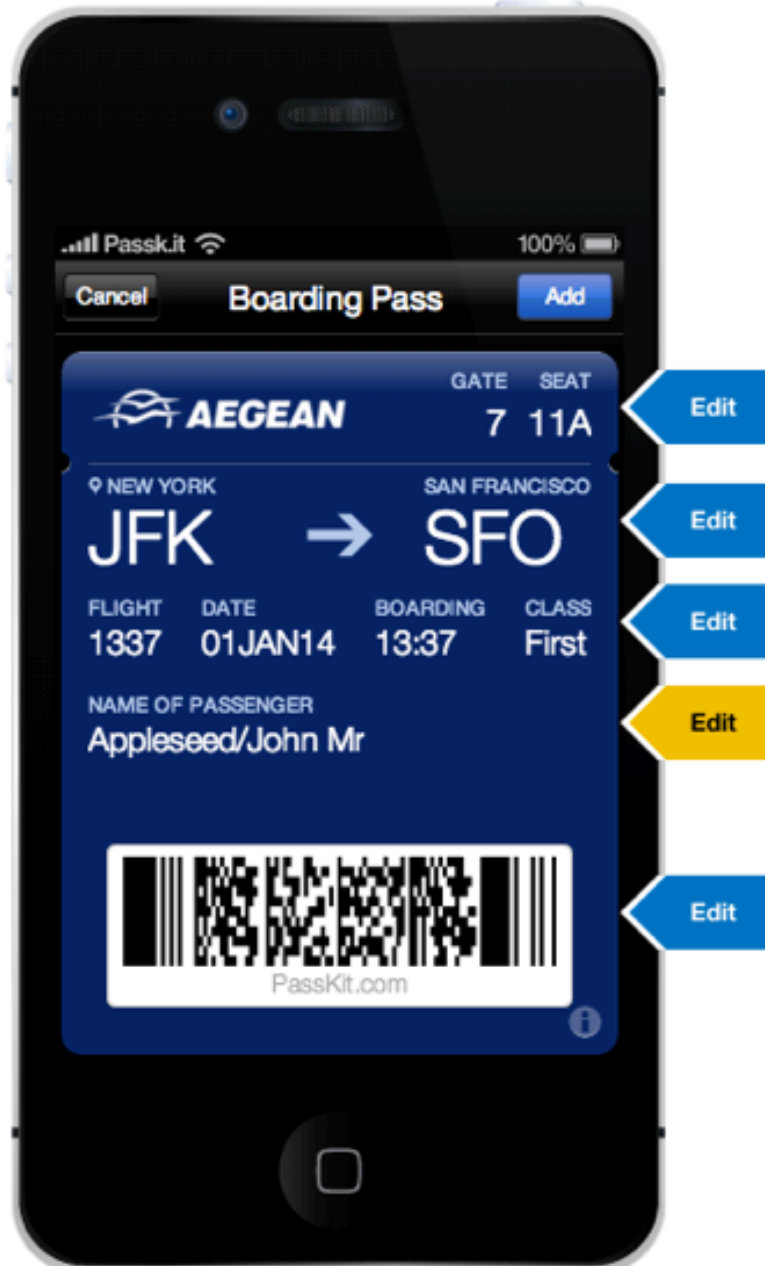 Passk.it 100%
Cancel Boarding Pass Add
AEGEAN
GATE SEAT
7 11A
Edit
NEW YORK SAN FRANCISCO
JFK → SFO
Edit
FLIGHT DATE BOARDING CLASS
1337 01JAN14 13:37 First
Edit
NAME OF PASSENGER
Appleseed/John Mr
Edit
PassKit.com
Edit